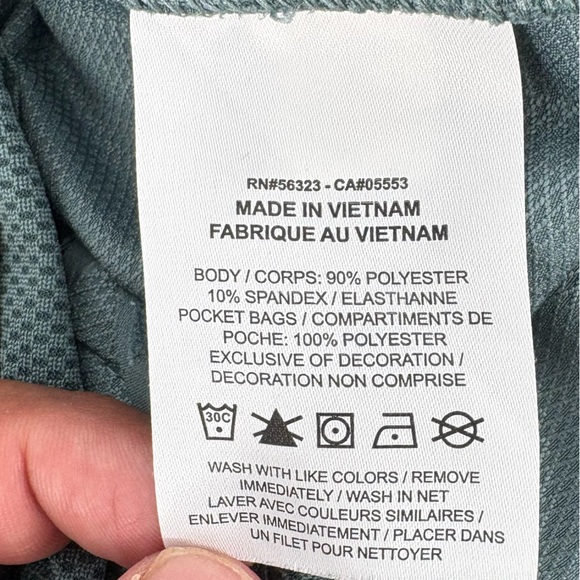 RN#56323 - CA#05553
MADE IN VIETNAM
FABRIQUE AU VIETNAM
BODY / CORPS: 90% POLYESTER
10% SPANDEX / ELASTHANNE
POCKET BAGS / COMPARTIMENTS DE
POCHE: 100% POLYESTER
EXCLUSIVE OF DECORATION /
DECORATION NON COMPRISE
30C
WASH WITH LIKE COLORS / REMOVE
IMMEDIATELY / WASH IN NET
LAVER AVEC COULEURS SIMILAIRES /
ENLEVER IMMEDIATEMENT / PLACER DANS
UN FILET POUR NETTOYER